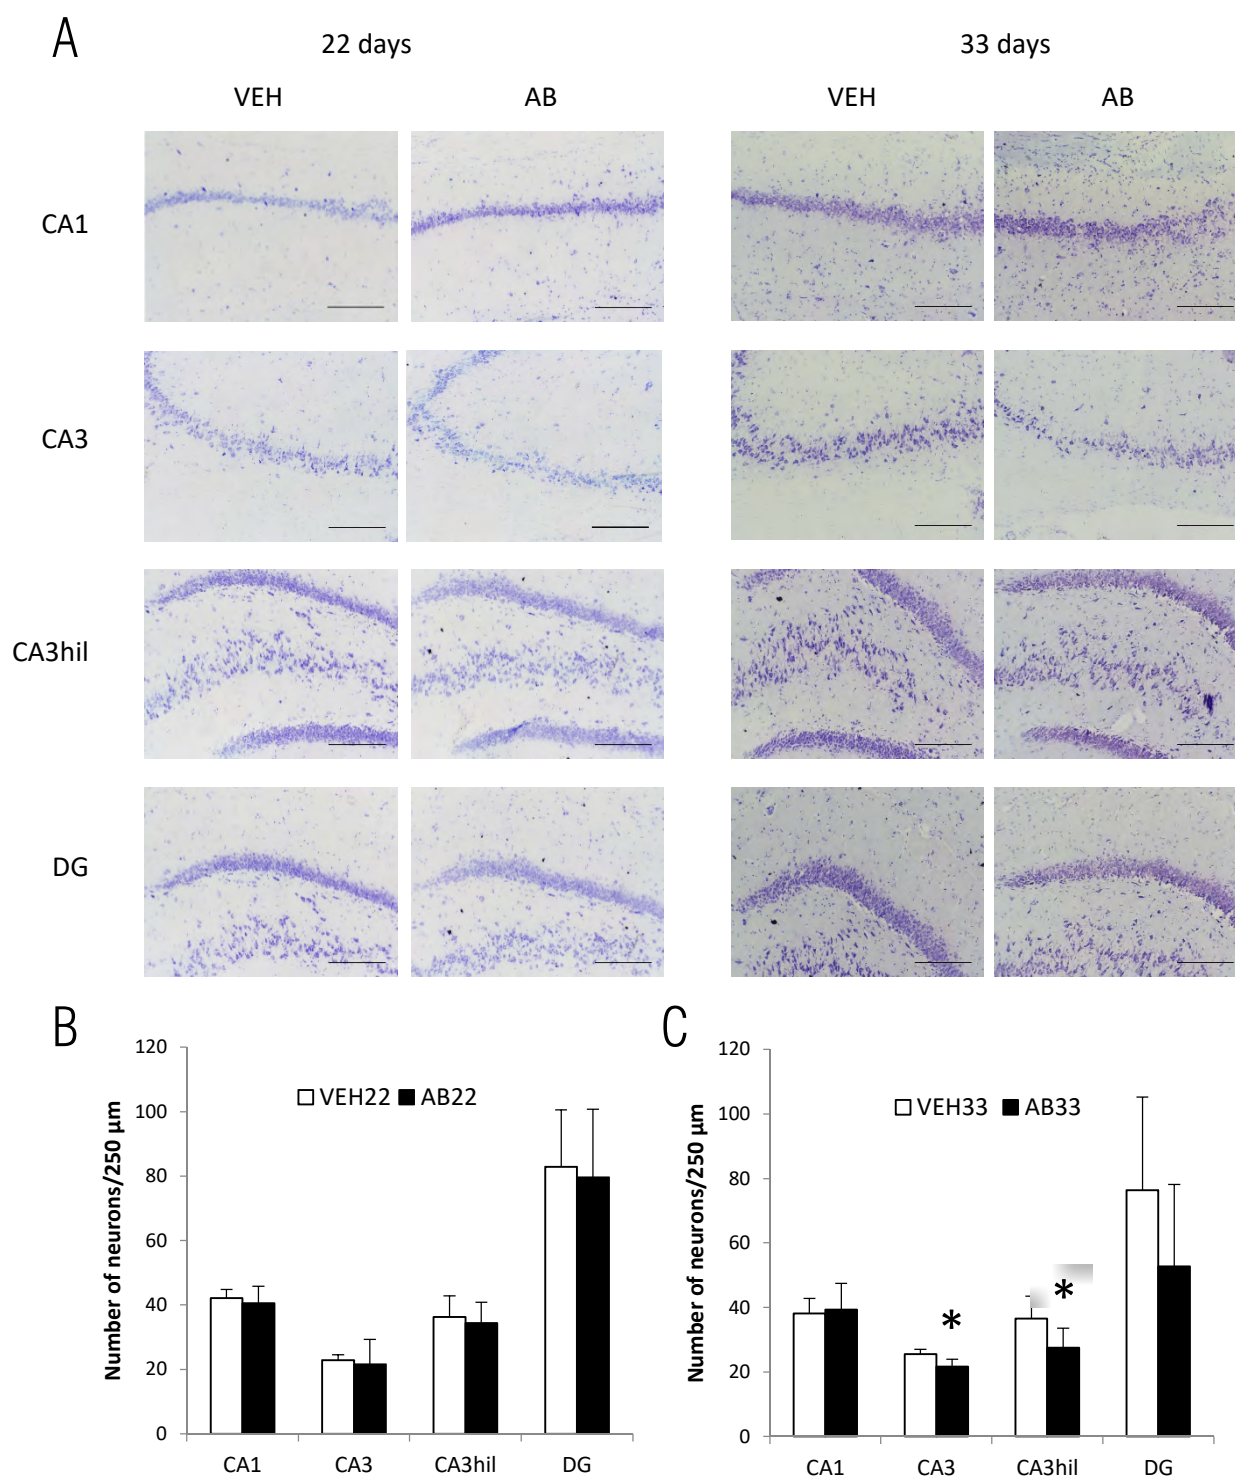 A
22 days
33 days
VEH
AB
VEH
AB
CA1
CA3
CA3hil
DG
B
120
100
80
60
40
20
0
Number of neurons/250 µm
VEH22 AB22
CA1 CA3 CA3hil DG
C
120
100
80
60
40
20
0
Number of neurons/250 µm
VEH33 AB33
*
*
CA1 CA3 CA3hil DG